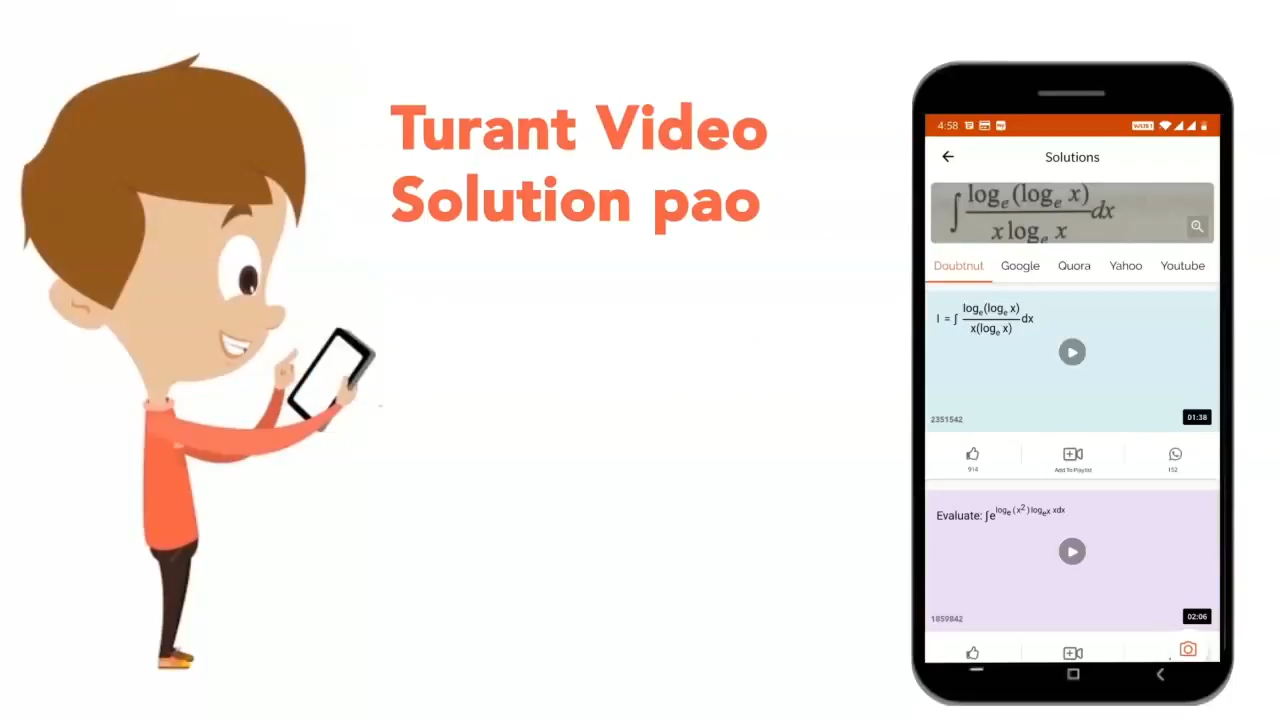 Turant Video
Solution pao
4:58
Solutions
∫ log_e (log_e x) / x log_e x dx
Doubtnut Google Quora Yahoo Youtube
I = ∫ log_e(log_e x) / x(log_e x) dx
2351542
01:38
914 Add To Playlist 152
Evaluate: ∫e^log_e (x^2) log_e x xdx
1859842
02:06